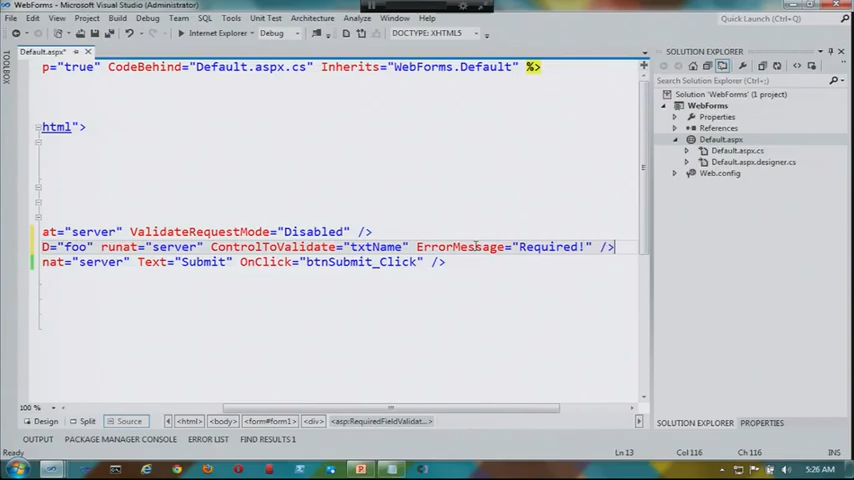 WebForms - Microsoft Visual Studio (Administrator)
Quick Launch (Ctrl+Q)
File Edit View Project Build Debug Team SQL Tools Unit Test Architecture Analyze Window Help
Internet Explorer Debug DOCTYPE: XHTML5
Default.aspx*
TOOLBOX
p="true" CodeBehind="Default.aspx.cs" Inherits="WebForms.Default" %>
html">
at="server" ValidateRequestMode="Disabled" />
D="foo" runat="server" ControlToValidate="txtName" ErrorMessage="Required!" />
nat="server" Text="Submit" OnClick="btnSubmit_Click" />
100 %
Design Split Source <html> <body> <form#form1> <div> <asp:RequiredFieldValidat...>
SOLUTION EXPLORER
Search Solution Explorer (Ctrl+;)
Solution 'WebForms' (1 project)
WebForms
Properties
References
Default.aspx
Default.aspx.cs
Default.aspx.designer.cs
Web.config
SOLUTION EXPLORER PROPERTIES
OUTPUT PACKAGE MANAGER CONSOLE ERROR LIST FIND RESULTS 1
Ready Ln 13 Col 116 Ch 116 INS
5:26 AM